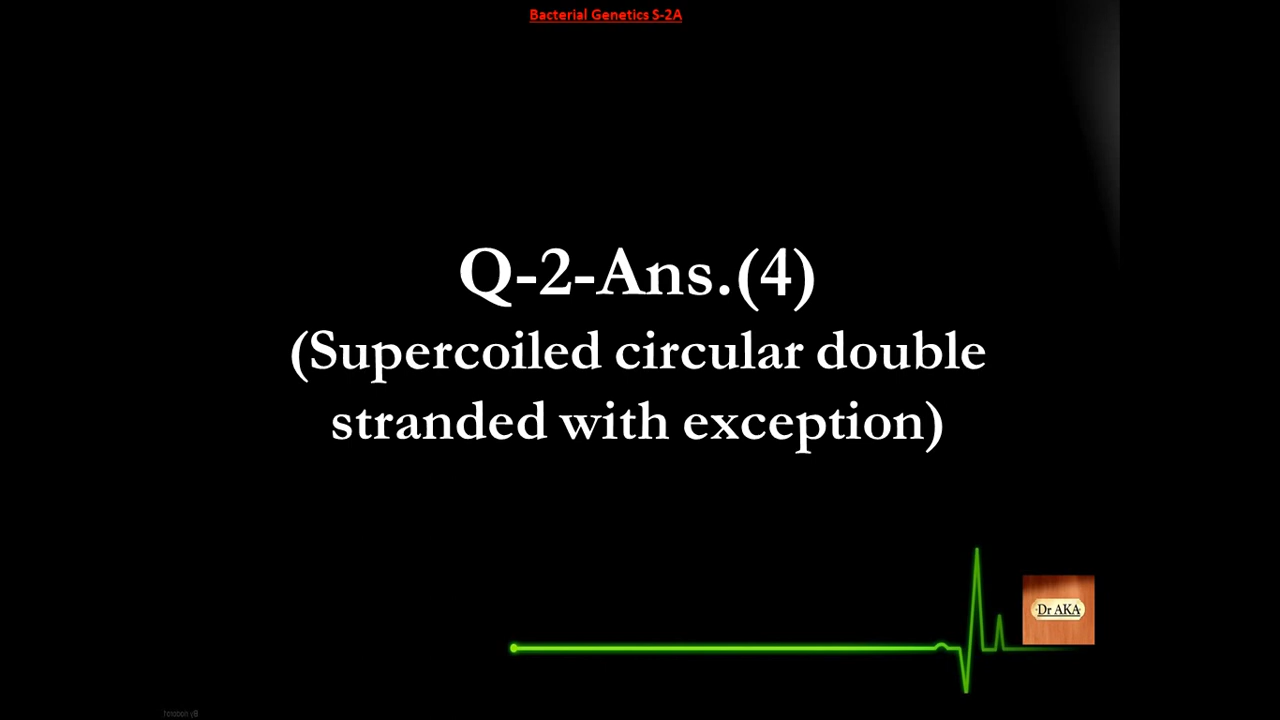 Bacterial Genetics S-2A
Q-2-Ans.(4)
(Supercoiled circular double
stranded with exception)
Dr AKA